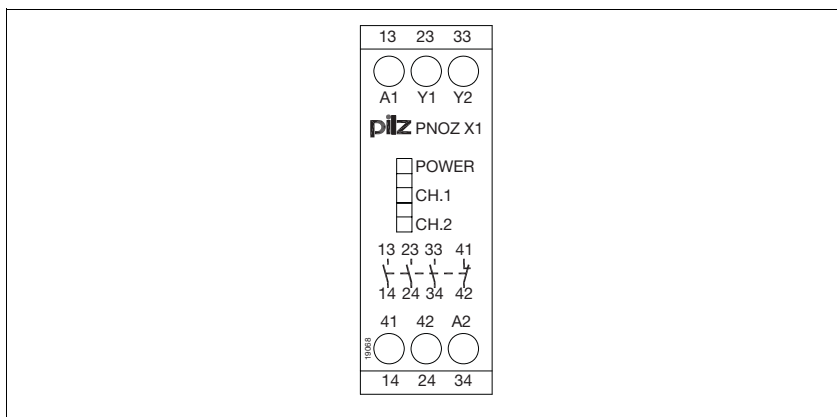 13 23 33
A1 Y1 Y2
pilz PNOZ X1
POWER
CH.1
CH.2
13 23 33 41
14 24 34 42
41 42 A2
19068
14 24 34